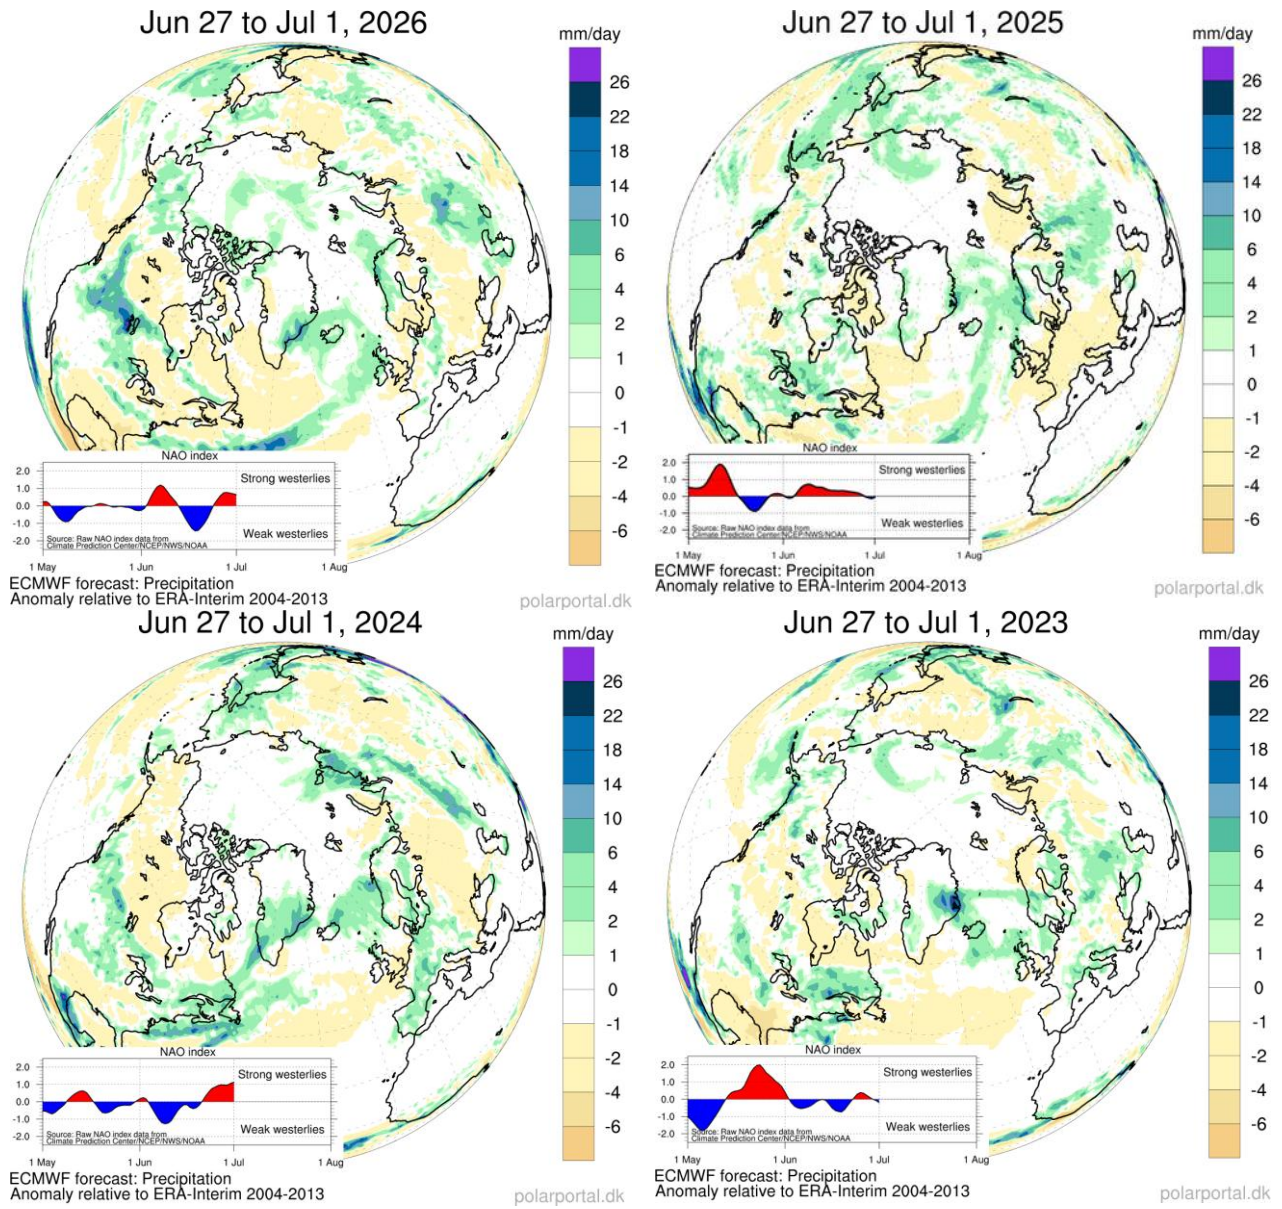 Jun 27 to Jul 1, 2026
mm/day
26
22
18
14
10
6
4
2
1
0
-1
-2
-4
-6
NAO index
2.0
1.0
0.0
-1.0
-2.0
Strong westerlies
Weak westerlies
Source: Raw NAO index data from
Climate Prediction Center/NCEP/NWS/NOAA
1 May 1 Jun 1 Jul 1 Aug
ECMWF forecast: Precipitation
Anomaly relative to ERA-Interim 2004-2013
polarportal.dk
Jun 27 to Jul 1, 2025
mm/day
26
22
18
14
10
6
4
2
1
0
-1
-2
-4
-6
NAO index
2.0
1.0
0.0
-1.0
-2.0
Strong westerlies
Weak westerlies
Source: Raw NAO index data from
Climate Prediction Center/NCEP/NWS/NOAA
1 May 1 Jun 1 Jul 1 Aug
ECMWF forecast: Precipitation
Anomaly relative to ERA-Interim 2004-2013
polarportal.dk
Jun 27 to Jul 1, 2024
mm/day
26
22
18
14
10
6
4
2
1
0
-1
-2
-4
-6
NAO index
2.0
1.0
0.0
-1.0
-2.0
Strong westerlies
Weak westerlies
Source: Raw NAO index data from
Climate Prediction Center/NCEP/NWS/NOAA
1 May 1 Jun 1 Jul 1 Aug
ECMWF forecast: Precipitation
Anomaly relative to ERA-Interim 2004-2013
polarportal.dk
Jun 27 to Jul 1, 2023
mm/day
26
22
18
14
10
6
4
2
1
0
-1
-2
-4
-6
NAO index
2.0
1.0
0.0
-1.0
-2.0
Strong westerlies
Weak westerlies
Source: Raw NAO index data from
Climate Prediction Center/NCEP/NWS/NOAA
1 May 1 Jun 1 Jul 1 Aug
ECMWF forecast: Precipitation
Anomaly relative to ERA-Interim 2004-2013
polarportal.dk